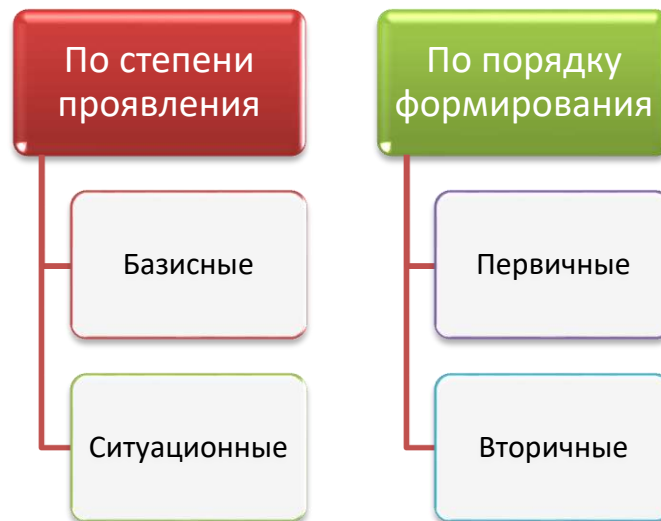 По степени
проявления
Базисные
Ситуационные
По порядку
формирования
Первичные
Вторичные